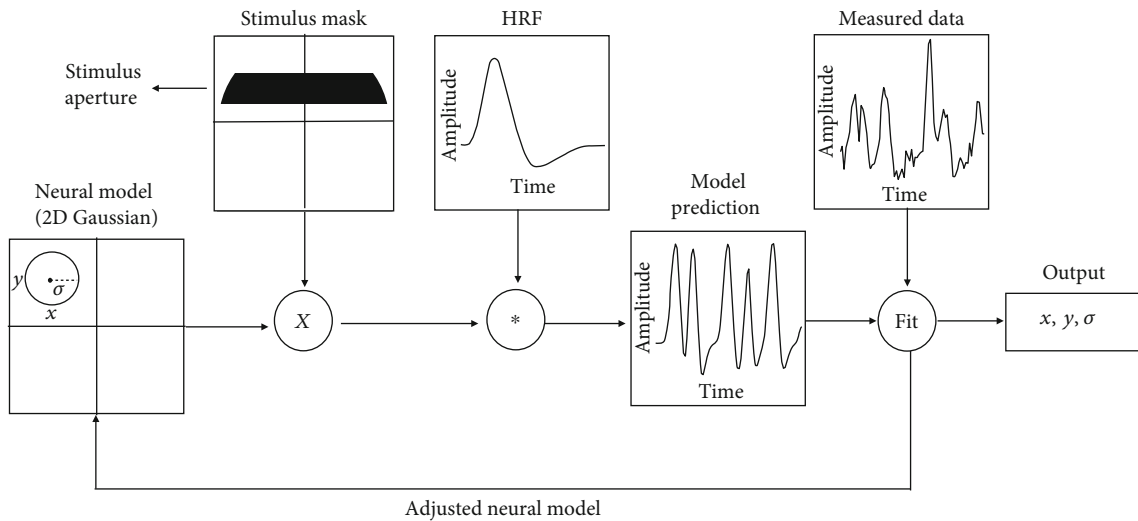 Stimulus mask
HRF
Measured data
Stimulus
aperture
Amplitude
Time
Amplitude
Time
Neural model
(2D Gaussian)
y
σ
x
X
*
Model
prediction
Amplitude
Time
Fit
Output
x, y, σ
Adjusted neural model